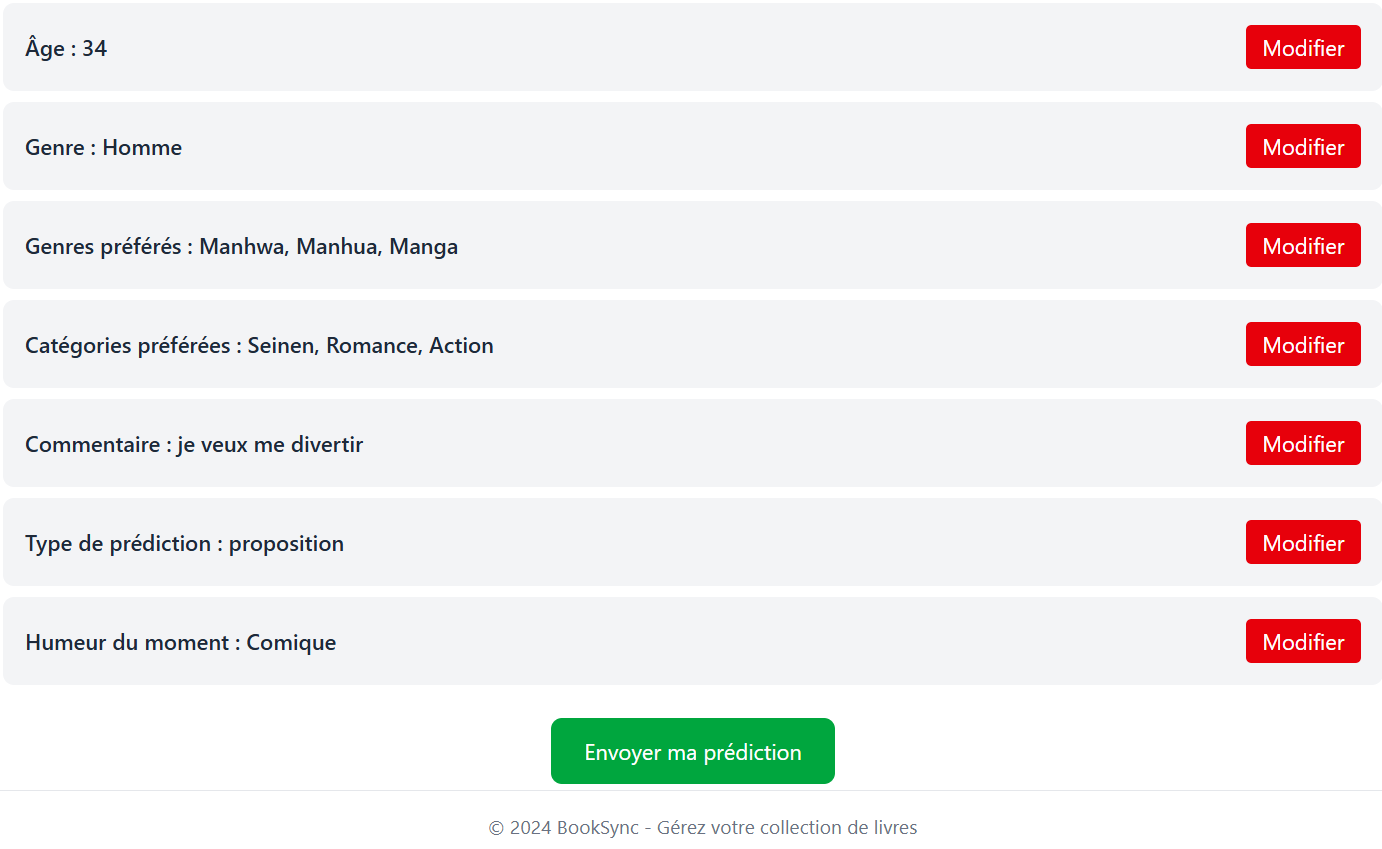 Âge : 34
Modifier
Genre : Homme
Modifier
Genres préférés : Manhwa, Manhua, Manga
Modifier
Catégories préférées : Seinen, Romance, Action
Modifier
Commentaire : je veux me divertir
Modifier
Type de prédiction : proposition
Modifier
Humeur du moment : Comique
Modifier
Envoyer ma prédiction
© 2024 BookSync - Gérez votre collection de livres